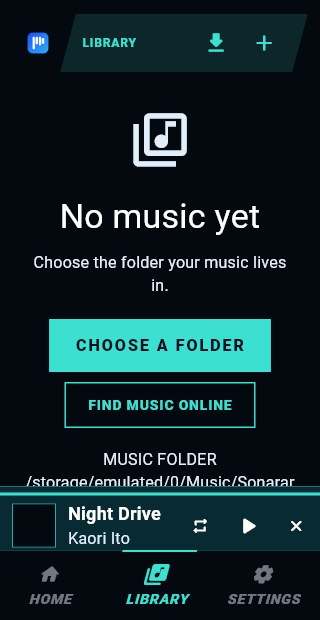 LIBRARY
No music yet
Choose the folder your music lives
in.
CHOOSE A FOLDER
FIND MUSIC ONLINE
MUSIC FOLDER
/storage/emulated/0/Music/Sonarar
Night Drive
Kaori Ito
HOME
LIBRARY
SETTINGS